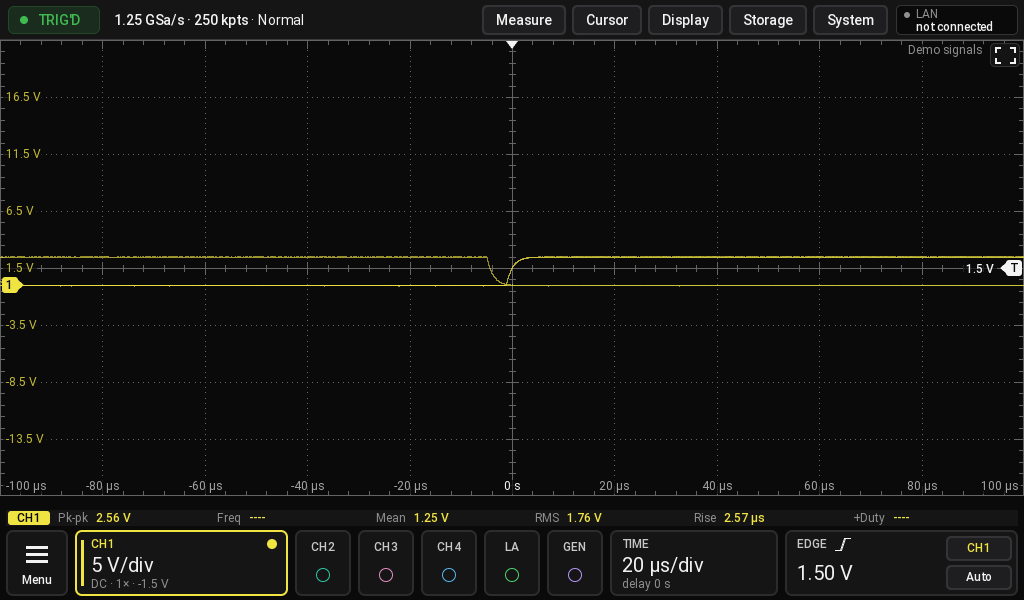 TRIG'D
1.25 GSa/s · 250 kpts · Normal
Measure
Cursor
Display
Storage
System
LAN
not connected
Demo signals
16.5 V
11.5 V
6.5 V
1.5 V
1.5 V
T
1
-3.5 V
-8.5 V
-13.5 V
-100 µs
-80 µs
-60 µs
-40 µs
-20 µs
0 s
20 µs
40 µs
60 µs
80 µs
100 µs
CH1 Pk-pk 2.56 V Freq ---- Mean 1.25 V RMS 1.76 V Rise 2.57 µs +Duty ----
Menu
CH1
5 V/div
DC · 1× · -1.5 V
CH2
CH3
CH4
LA
GEN
TIME
20 µs/div
delay 0 s
EDGE
1.50 V
CH1
Auto